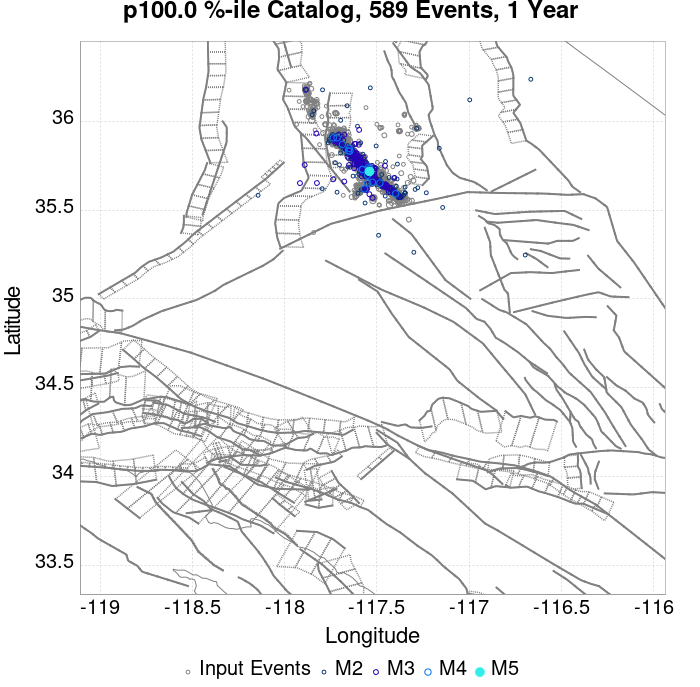 p100.0 %-ile Catalog, 589 Events, 1 Year
36
35.5
35
34.5
34
33.5
Latitude
-119 -118.5 -118 -117.5 -117 -116.5 -116
Longitude
Input Events M2 M3 M4 M5